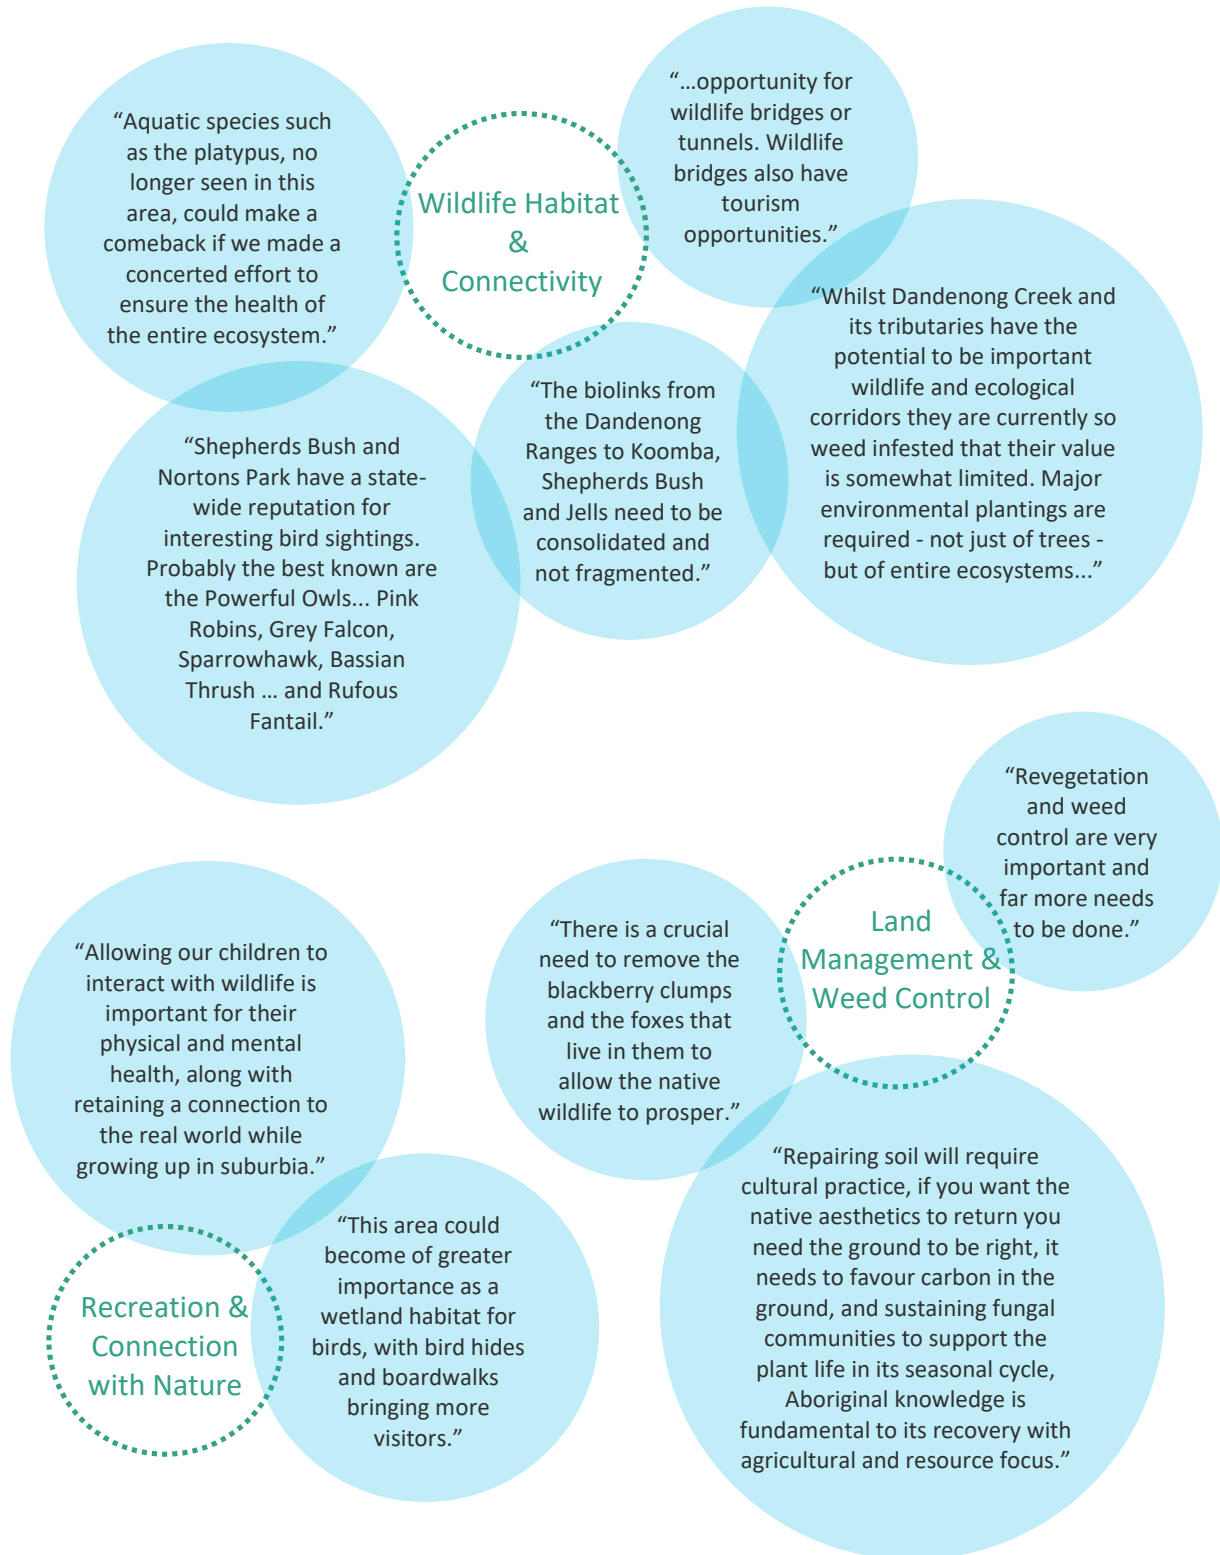 “Aquatic species such
as the platypus, no
longer seen in this
area, could make a
comeback if we made a
concerted effort to
ensure the health of
the entire ecosystem.”
Wildlife Habitat
&
Connectivity
“...opportunity for
wildlife bridges or
tunnels. Wildlife
bridges also have
tourism
opportunities.”
“Whilst Dandenong Creek and
its tributaries have the
potential to be important
wildlife and ecological
corridors they are currently so
weed infested that their value
is somewhat limited. Major
environmental plantings are
required - not just of trees -
but of entire ecosystems...”
“The biolinks from
the Dandenong
Ranges to Koomba,
Shepherds Bush
and Jells need to be
consolidated and
not fragmented.”
“Shepherds Bush and
Nortons Park have a state-
wide reputation for
interesting bird sightings.
Probably the best known are
the Powerful Owls... Pink
Robins, Grey Falcon,
Sparrowhawk, Bassian
Thrush ... and Rufous
Fantail.”
“Revegetation
and weed
control are very
important and
far more needs
to be done.”
Land
Management &
Weed Control
“There is a crucial
need to remove the
blackberry clumps
and the foxes that
live in them to
allow the native
wildlife to prosper.”
“Repairing soil will require
cultural practice, if you want the
native aesthetics to return you
need the ground to be right, it
needs to favour carbon in the
ground, and sustaining fungal
communities to support the
plant life in its seasonal cycle,
Aboriginal knowledge is
fundamental to its recovery with
agricultural and resource focus.”
“Allowing our children to
interact with wildlife is
important for their
physical and mental
health, along with
retaining a connection to
the real world while
growing up in suburbia.”
“This area could
become of greater
importance as a
wetland habitat for
birds, with bird hides
and boardwalks
bringing more
visitors.”
Recreation &
Connection
with Nature